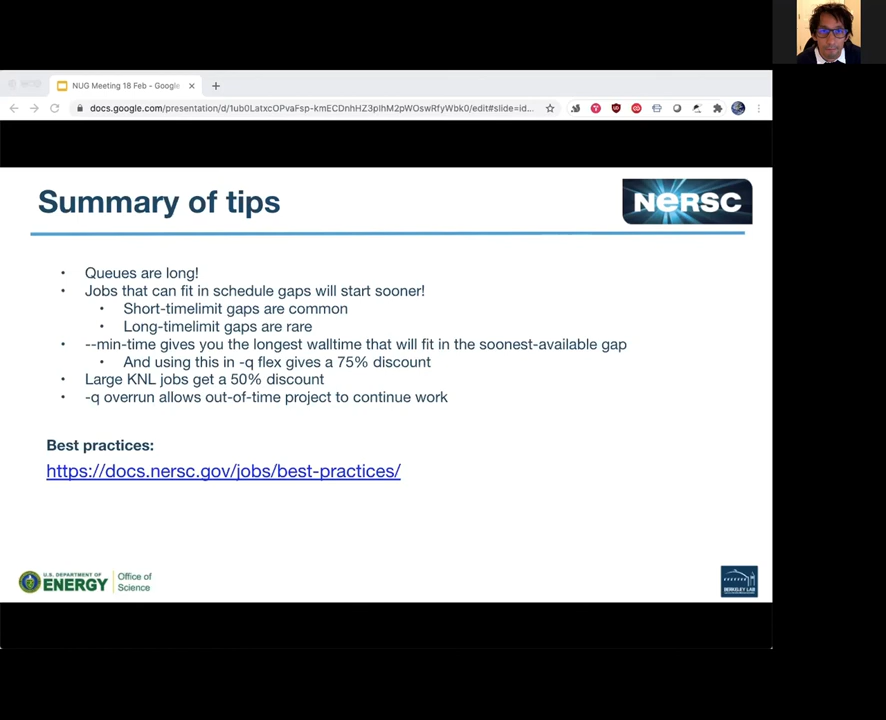 NUG Meeting 18 Feb - Google
docs.google.com/presentation/d/1ub0LatxcOPvaFsp-kmECDnhHZ3pIhM2pWOswRfyWbk0/edit#slide=id...
Summary of tips
NERSC
• Queues are long!
• Jobs that can fit in schedule gaps will start sooner!
• Short-timelimit gaps are common
• Long-timelimit gaps are rare
• --min-time gives you the longest walltime that will fit in the soonest-available gap
• And using this in -q flex gives a 75% discount
• Large KNL jobs get a 50% discount
• -q overrun allows out-of-time project to continue work
Best practices:
https://docs.nersc.gov/jobs/best-practices/
U.S. DEPARTMENT OF
ENERGY
Office of
Science
BERKELEY LAB